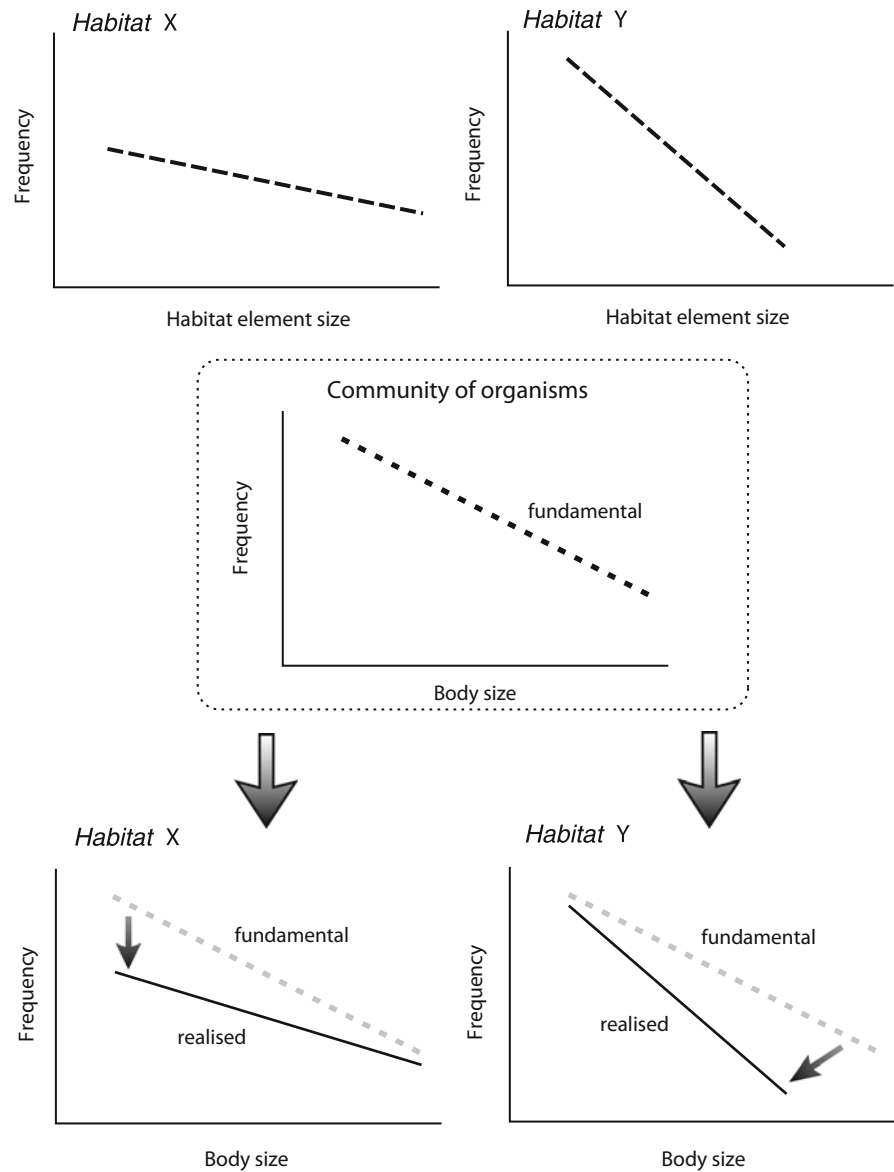 Habitat X
Frequency
Habitat element size
Habitat Y
Frequency
Habitat element size
Community of organisms
Frequency
fundamental
Body size
Habitat X
Frequency
fundamental
realised
Body size
Habitat Y
Frequency
fundamental
realised
Body size